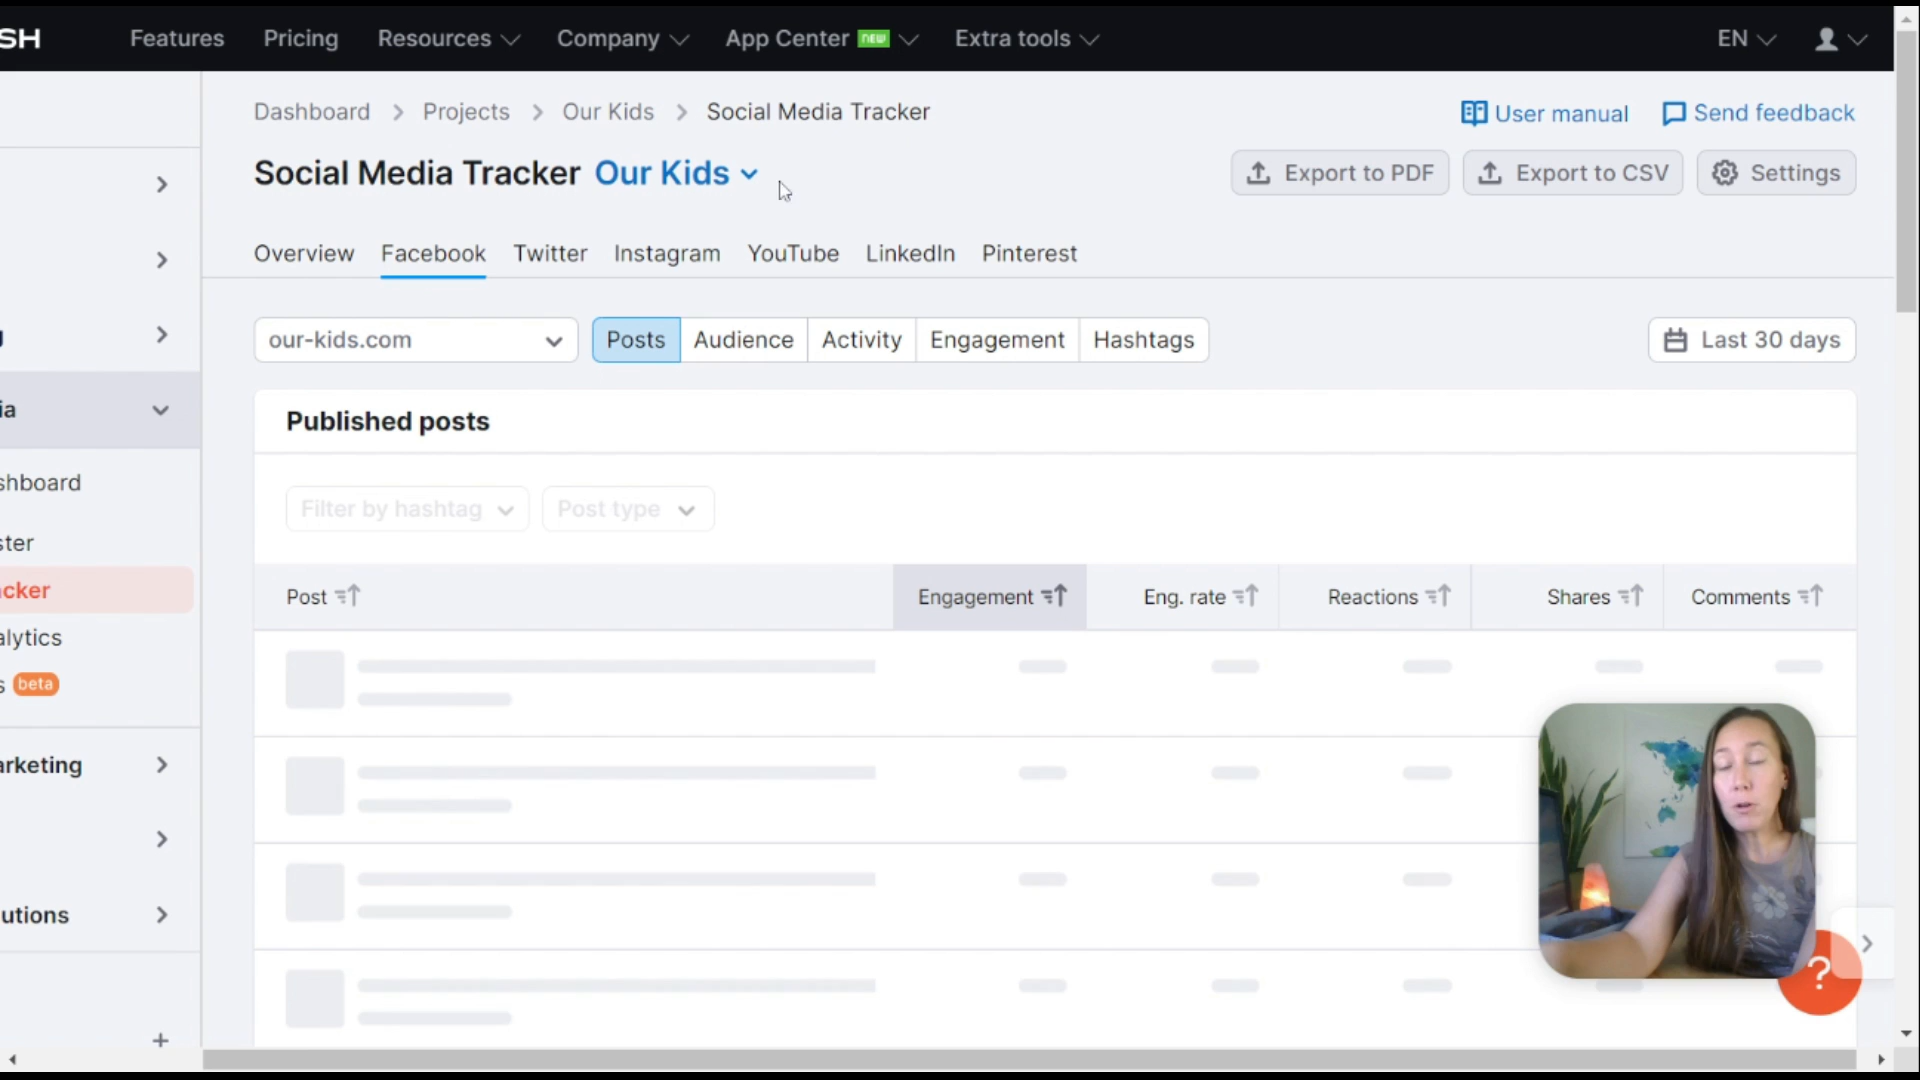 SH Features Pricing Resources Company App Center NEW Extra tools EN
Dashboard > Projects > Our Kids > Social Media Tracker
User manual Send feedback
Social Media Tracker Our Kids
Export to PDF Export to CSV Settings
Overview Facebook Twitter Instagram YouTube LinkedIn Pinterest
our-kids.com Posts Audience Activity Engagement Hashtags Last 30 days
ia
Published posts
shboard
Filter by hashtag Post type
ster
cker
Post Engagement Eng. rate Reactions Shares Comments
alytics
s beta
arketing
utions
?
+